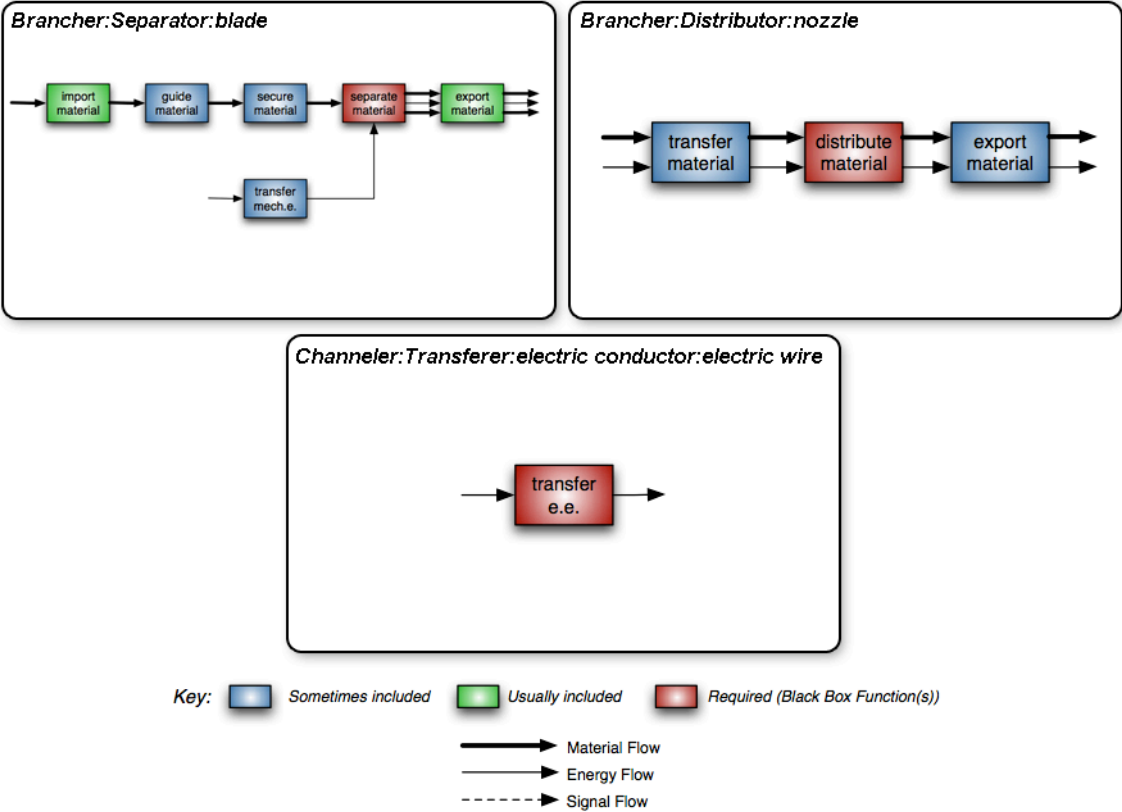 Brancher:Separator:blade
import
material
guide
material
secure
material
separate
material
export
material
transfer
mech.e.
Brancher:Distributor:nozzle
transfer
material
distribute
material
export
material
Channeler:Transferer:electric conductor:electric wire
transfer
e.e.
Key:
Sometimes included
Usually included
Required (Black Box Function(s))
Material Flow
Energy Flow
Signal Flow